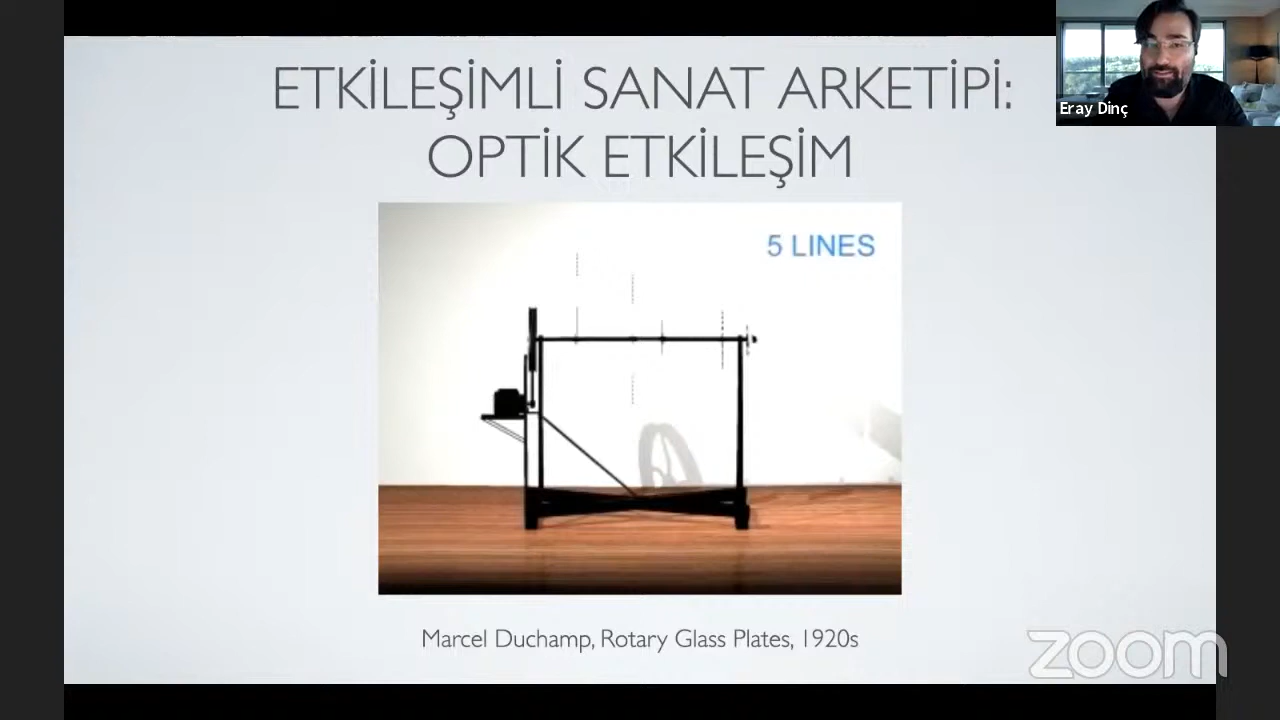 ETKİLEŞİMLİ SANAT ARKETİPİ:
OPTİK ETKİLEŞİM
5 LINES
Marcel Duchamp, Rotary Glass Plates, 1920s
Eray Dinç
zoom